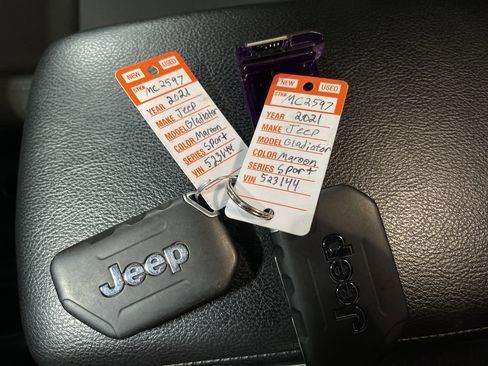 NEW USED
STK# MC2597
YEAR 2021
MAKE Jeep
MODEL Gladiator
COLOR Maroon
SERIES Sport
VIN 523144
NEW USED
STK# MC2597
YEAR 2021
MAKE Jeep
MODEL Gladiator
COLOR Maroon
SERIES Sport
VIN 523144
Jeep
Jeep